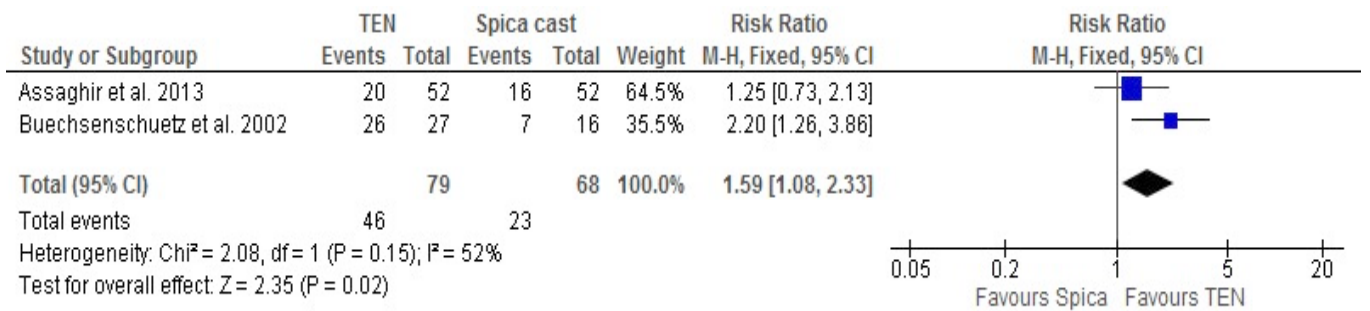 TEN Spica cast Risk Ratio Risk Ratio
Study or Subgroup Events Total Events Total Weight M-H, Fixed, 95% CI M-H, Fixed, 95% CI
Assaghir et al. 2013 20 52 16 52 64.5% 1.25 [0.73, 2.13]
Buechsenschuetz et al. 2002 26 27 7 16 35.5% 2.20 [1.26, 3.86]
Total (95% CI) 79 68 100.0% 1.59 [1.08, 2.33]
Total events 46 23
Heterogeneity: Chi² = 2.08, df = 1 (P = 0.15); I² = 52%
Test for overall effect: Z = 2.35 (P = 0.02)
0.05 0.2 1 5 20
Favours Spica Favours TEN